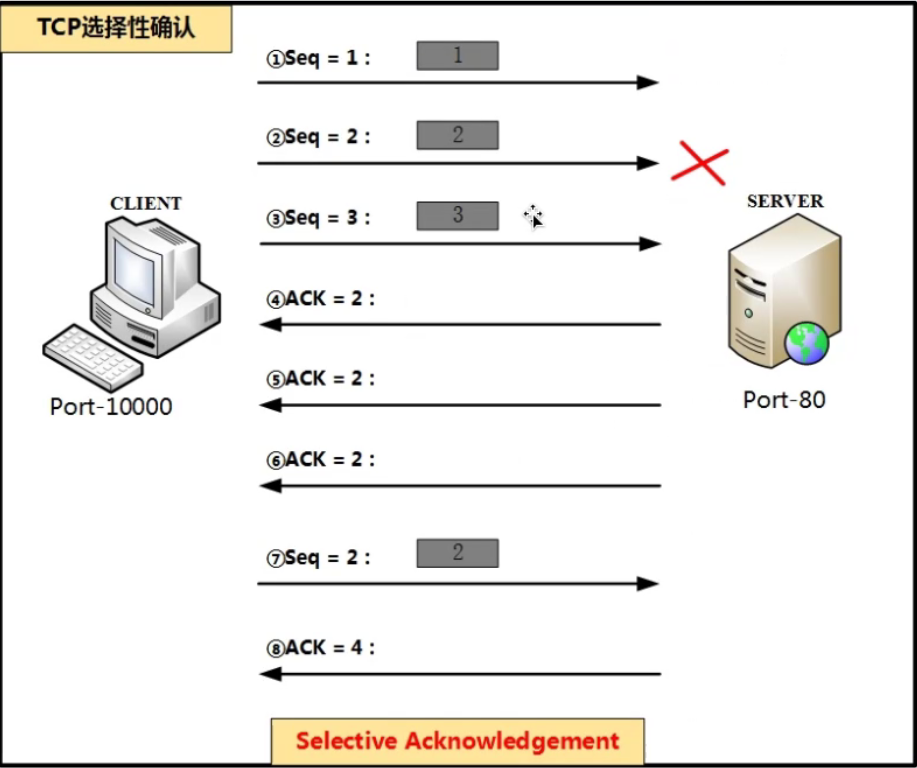 TCP选择性确认
①Seq = 1 :
1
②Seq = 2 :
2
③Seq = 3 :
3
CLIENT
SERVER
④ACK = 2 :
⑤ACK = 2 :
Port-10000
Port-80
⑥ACK = 2 :
⑦Seq = 2 :
2
⑧ACK = 4 :
Selective Acknowledgement